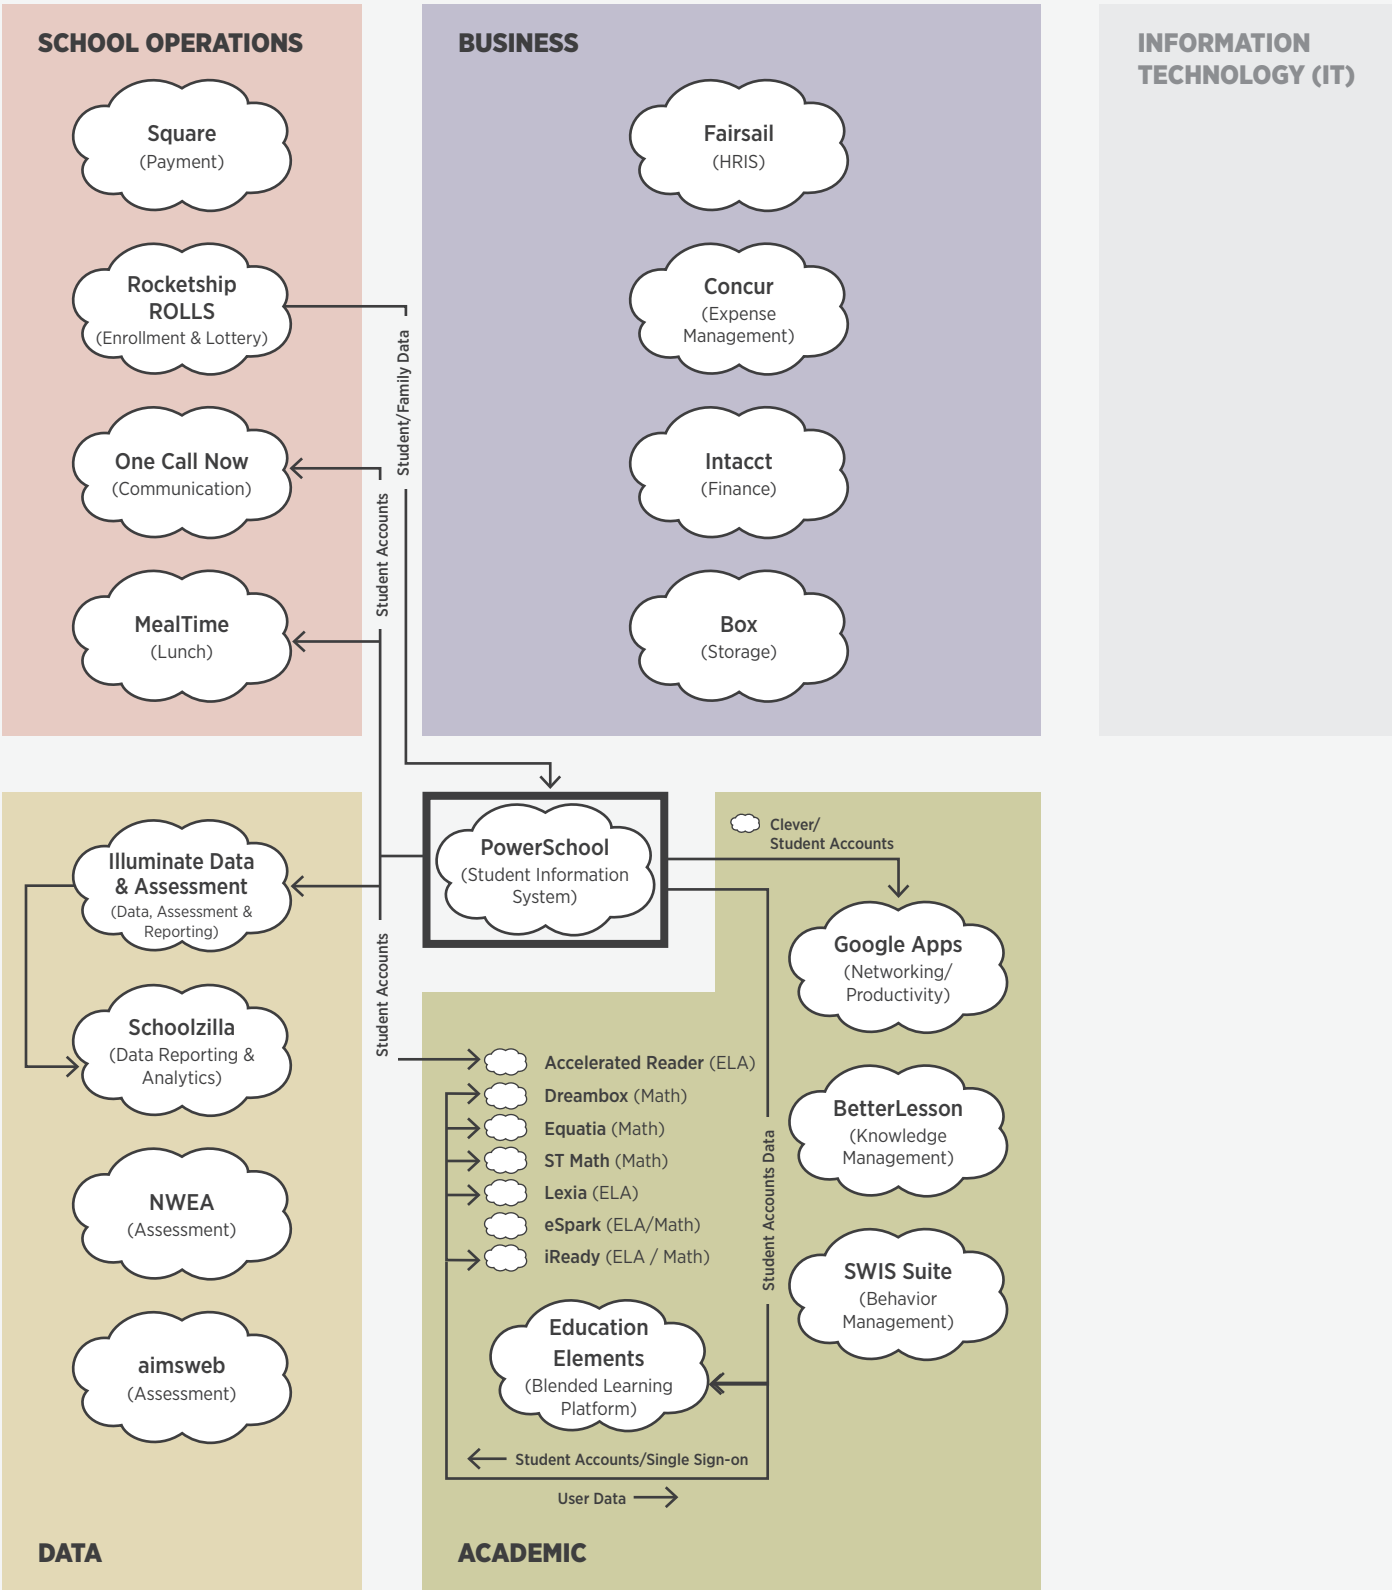 SCHOOL OPERATIONS
Square
(Payment)
Rocketship
ROLLS
(Enrollment & Lottery)
One Call Now
(Communication)
MealTime
(Lunch)
Student/Family Data
Student Accounts
BUSINESS
Fairsail
(HRIS)
Concur
(Expense
Management)
Intacct
(Finance)
Box
(Storage)
INFORMATION
TECHNOLOGY (IT)
Illuminate Data
& Assessment
(Data, Assessment &
Reporting)
Schoolzilla
(Data Reporting &
Analytics)
NWEA
(Assessment)
aimsweb
(Assessment)
DATA
PowerSchool
(Student Information
System)
Student Accounts
Clever/
Student Accounts
Google Apps
(Networking/
Productivity)
BetterLesson
(Knowledge
Management)
SWIS Suite
(Behavior
Management)
Student Accounts Data
Accelerated Reader (ELA)
Dreambox (Math)
Equatia (Math)
ST Math (Math)
Lexia (ELA)
eSpark (ELA/Math)
iReady (ELA / Math)
Education
Elements
(Blended Learning
Platform)
Student Accounts/Single Sign-on
User Data
ACADEMIC